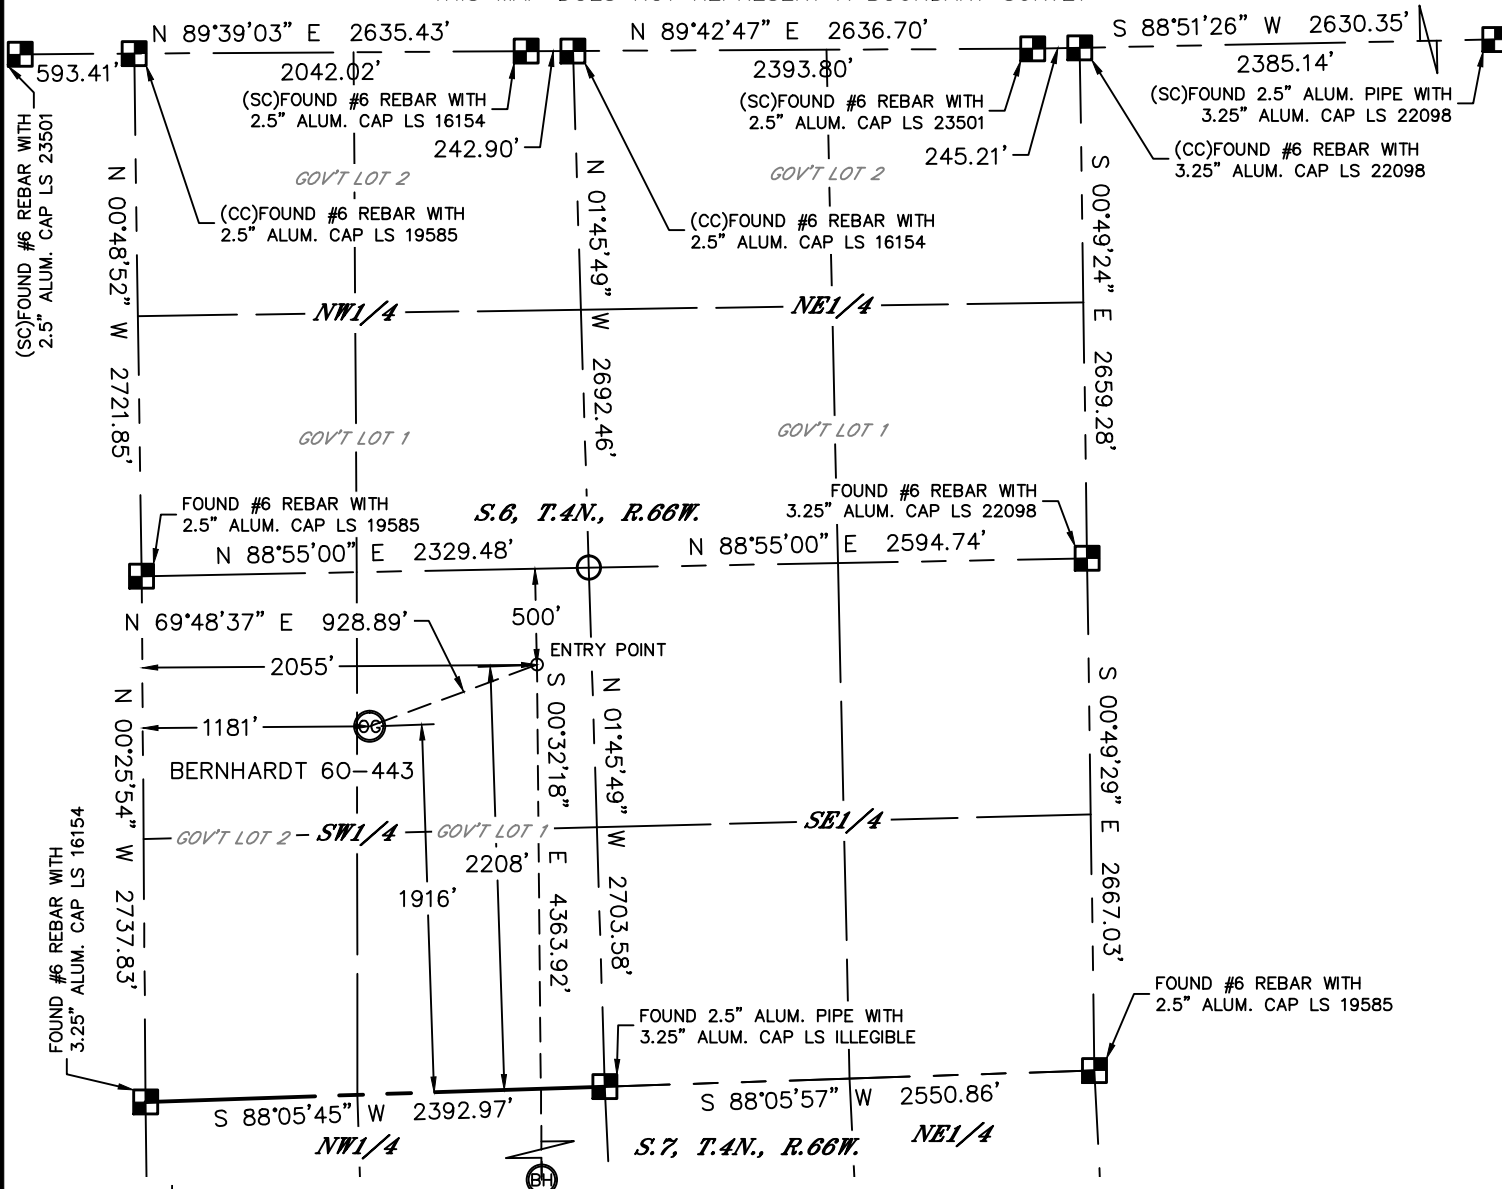 N 89°39'03" E 2635.43'
N 89°42'47" E 2636.70'
S 88°51'26" W 2630.35'
593.41'
2042.02'
2393.80'
2385.14'
(SC)FOUND #6 REBAR WITH
2.5" ALUM. CAP LS 16154
(SC)FOUND #6 REBAR WITH
2.5" ALUM. CAP LS 23501
(SC)FOUND 2.5" ALUM. PIPE WITH
3.25" ALUM. CAP LS 22098
242.90'
245.21'
(CC)FOUND #6 REBAR WITH
3.25" ALUM. CAP LS 22098
(SC)FOUND #6 REBAR WITH
2.5" ALUM. CAP LS 23501
GOV'T LOT 2
GOV'T LOT 2
(CC)FOUND #6 REBAR WITH
2.5" ALUM. CAP LS 19585
(CC)FOUND #6 REBAR WITH
2.5" ALUM. CAP LS 16154
N 00°48'52" W 2721.85'
N 01°45'49" W 2692.46'
S 00°49'24" E 2659.28'
NW1/4
NE1/4
GOV'T LOT 1
GOV'T LOT 1
FOUND #6 REBAR WITH
2.5" ALUM. CAP LS 19585
S.6, T.4N., R.66W.
FOUND #6 REBAR WITH
3.25" ALUM. CAP LS 22098
N 88°55'00" E 2329.48'
N 88°55'00" E 2594.74'
N 69°48'37" E 928.89'
500'
ENTRY POINT
2055'
1181'
OG
BERNHARDT 60-443
N 00°25'54" W 2737.83'
S 00°32'18" E 4363.92'
N 01°45'49" W 2703.58'
S 00°49'29" E 2667.03'
GOV'T LOT 2
SW1/4
GOV'T LOT 1
SE1/4
2208'
1916'
FOUND #6 REBAR WITH
3.25" ALUM. CAP LS 16154
FOUND 2.5" ALUM. PIPE WITH
3.25" ALUM. CAP LS ILLEGIBLE
FOUND #6 REBAR WITH
2.5" ALUM. CAP LS 19585
S 88°05'45" W 2392.97'
S 88°05'57" W 2550.86'
NW1/4
S.7, T.4N., R.66W.
NE1/4
BH